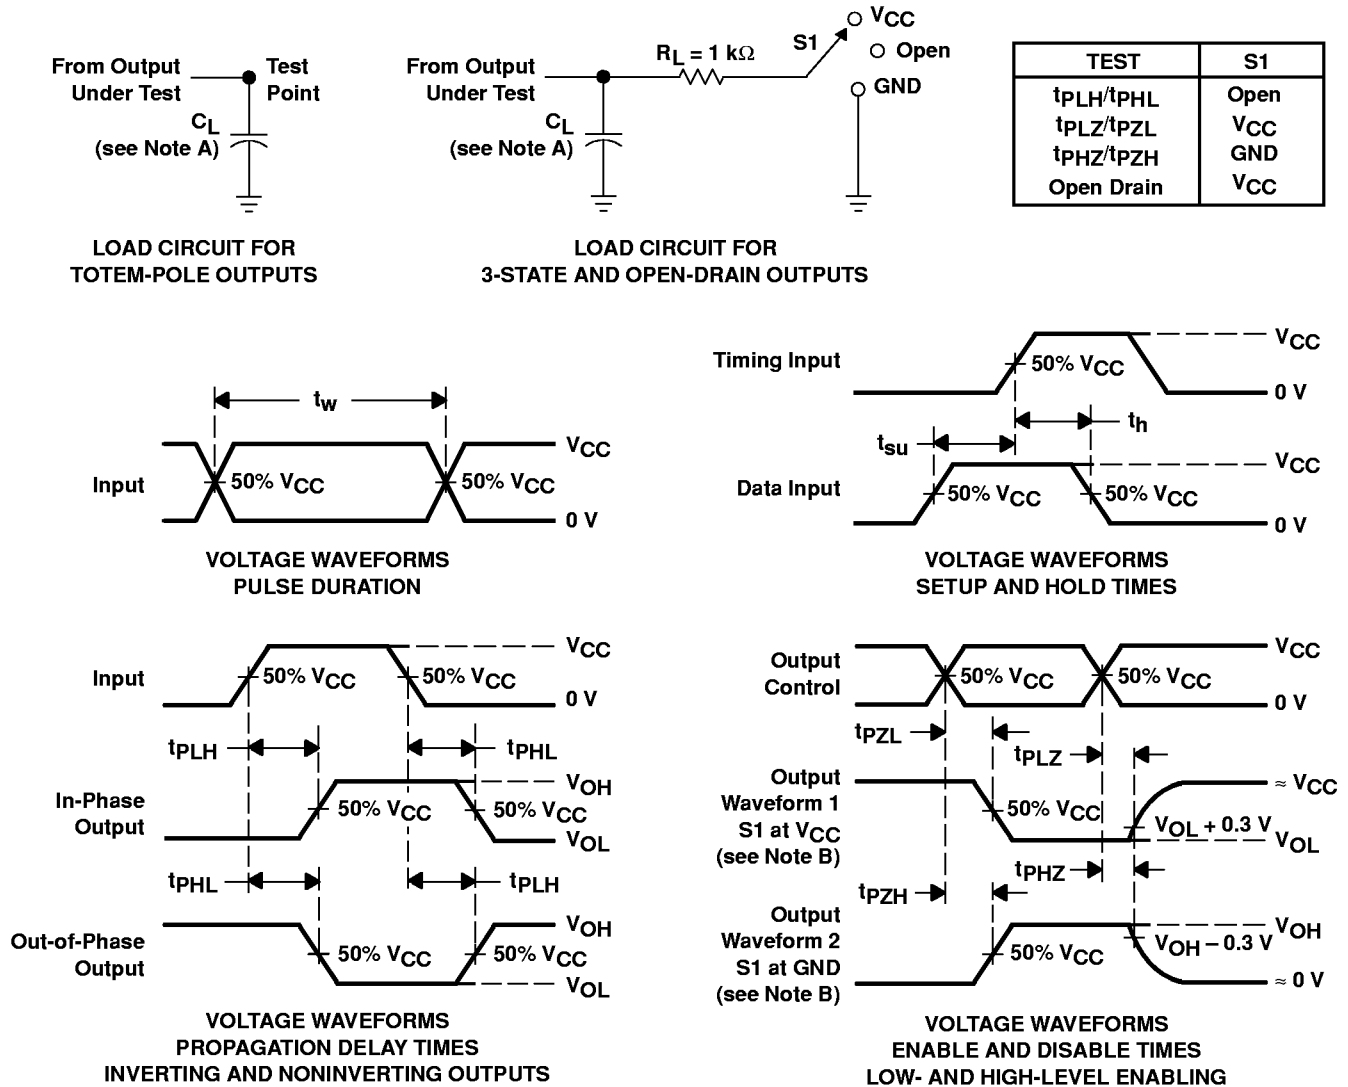 From Output
Under Test
Test
Point
CL
(see Note A)
LOAD CIRCUIT FOR
TOTEM-POLE OUTPUTS
From Output
Under Test
CL
(see Note A)
RL = 1 kΩ
S1
VCC
Open
GND
LOAD CIRCUIT FOR
3-STATE AND OPEN-DRAIN OUTPUTS
TEST S1
tPLH/tPHL Open
tPLZ/tPZL VCC
tPHZ/tPZH GND
Open Drain VCC
tw
Input
50% VCC
50% VCC
VCC
0 V
VOLTAGE WAVEFORMS
PULSE DURATION
Timing Input
50% VCC
VCC
0 V
th
tsu
Data Input
50% VCC
50% VCC
VCC
0 V
VOLTAGE WAVEFORMS
SETUP AND HOLD TIMES
Input
50% VCC
50% VCC
VCC
0 V
tPLH
tPHL
In-Phase
Output
50% VCC
50% VCC
VOH
VOL
tPHL
tPLH
Out-of-Phase
Output
50% VCC
50% VCC
VOH
VOL
VOLTAGE WAVEFORMS
PROPAGATION DELAY TIMES
INVERTING AND NONINVERTING OUTPUTS
Output
Control
50% VCC
50% VCC
VCC
0 V
tPZL
tPLZ
Output
Waveform 1
S1 at VCC
(see Note B)
50% VCC
≈ VCC
VOL + 0.3 V
VOL
tPHZ
tPZH
Output
Waveform 2
S1 at GND
(see Note B)
50% VCC
VOH
VOH − 0.3 V
≈ 0 V
VOLTAGE WAVEFORMS
ENABLE AND DISABLE TIMES
LOW- AND HIGH-LEVEL ENABLING